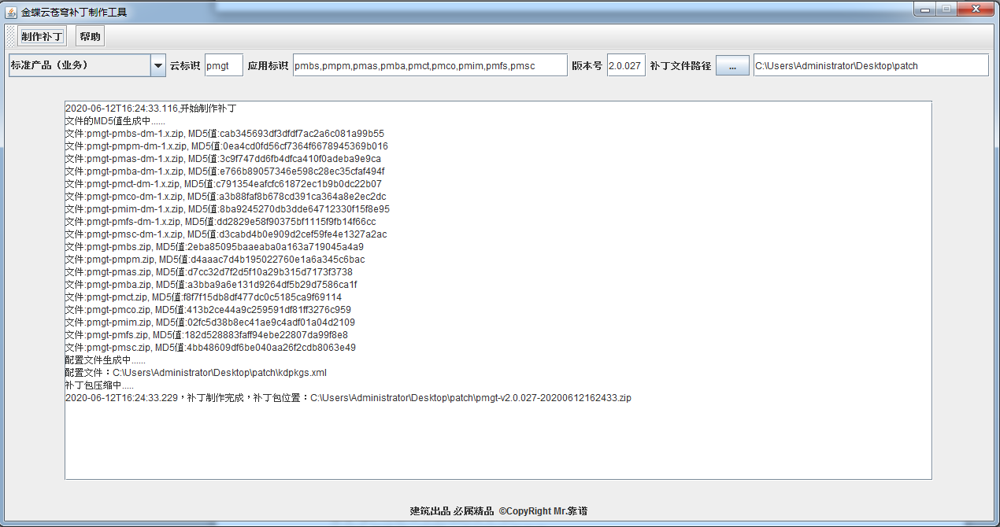 金蝶云苍穹补丁制作工具
制作补丁 帮助
标准产品（业务） 云标识 pmgt 应用标识 pmbs,pmpm,pmas,pmba,pmct,pmco,pmim,pmfs,pmsc 版本号 2.0.027 补丁文件路径 ... C:\Users\Administrator\Desktop\patch
2020-06-12T16:24:33.116,开始制作补丁
文件的MD5值生成中......
文件:pmgt-pmbs-dm-1.x.zip, MD5值:cab345693df3dfdf7ac2a6c081a99b55
文件:pmgt-pmpm-dm-1.x.zip, MD5值:0ea4cd0fd56cf7364f6678945369b016
文件:pmgt-pmas-dm-1.x.zip, MD5值:3c9f747dd6fb4dfca410f0adeba9e9ca
文件:pmgt-pmba-dm-1.x.zip, MD5值:e766b89057346e598c28ec35cfaf494f
文件:pmgt-pmct-dm-1.x.zip, MD5值:c791354eafcfc61872ec1b9b0dc22b07
文件:pmgt-pmco-dm-1.x.zip, MD5值:a3b88faf8b678cd391ca364a8e2ec2dc
文件:pmgt-pmim-dm-1.x.zip, MD5值:8ba9245270db3dde64712330f15f8e95
文件:pmgt-pmfs-dm-1.x.zip, MD5值:dd2829e58f90375bf1115f9fb14f66cc
文件:pmgt-pmsc-dm-1.x.zip, MD5值:d3cabd4b0e909d2cef59fe4e1327a2ac
文件:pmgt-pmbs.zip, MD5值:2eba85095baaeaba0a163a719045a4a9
文件:pmgt-pmpm.zip, MD5值:d4aaac7d4b195022760e1a6a345c6bac
文件:pmgt-pmas.zip, MD5值:d7cc32d7f2d5f10a29b315d7173f3738
文件:pmgt-pmba.zip, MD5值:a3bba9a6e131d9264df5b29d7586ca1f
文件:pmgt-pmct.zip, MD5值:f8f7f15db8df477dc0c5185ca9f69114
文件:pmgt-pmco.zip, MD5值:413b2ce44a9c259591df81ff3276c959
文件:pmgt-pmim.zip, MD5值:02fc5d38b8ec41ae9c4adf01a04d2109
文件:pmgt-pmfs.zip, MD5值:182d528883faff94ebe22807da99f8e8
文件:pmgt-pmsc.zip, MD5值:4bb48609df6be040aa26f2cdb8063e49
配置文件生成中......
配置文件：C:\Users\Administrator\Desktop\patch\kdpkgs.xml
补丁包压缩中.....
2020-06-12T16:24:33.229，补丁制作完成，补丁包位置：C:\Users\Administrator\Desktop\patch\pmgt-v2.0.027-20200612162433.zip
建筑出品 必属精品 ©CopyRight Mr.靠谱